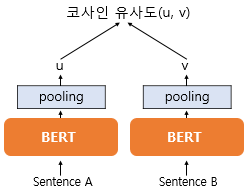 코사인 유사도(u, v)
u v
pooling pooling
BERT BERT
Sentence A Sentence B